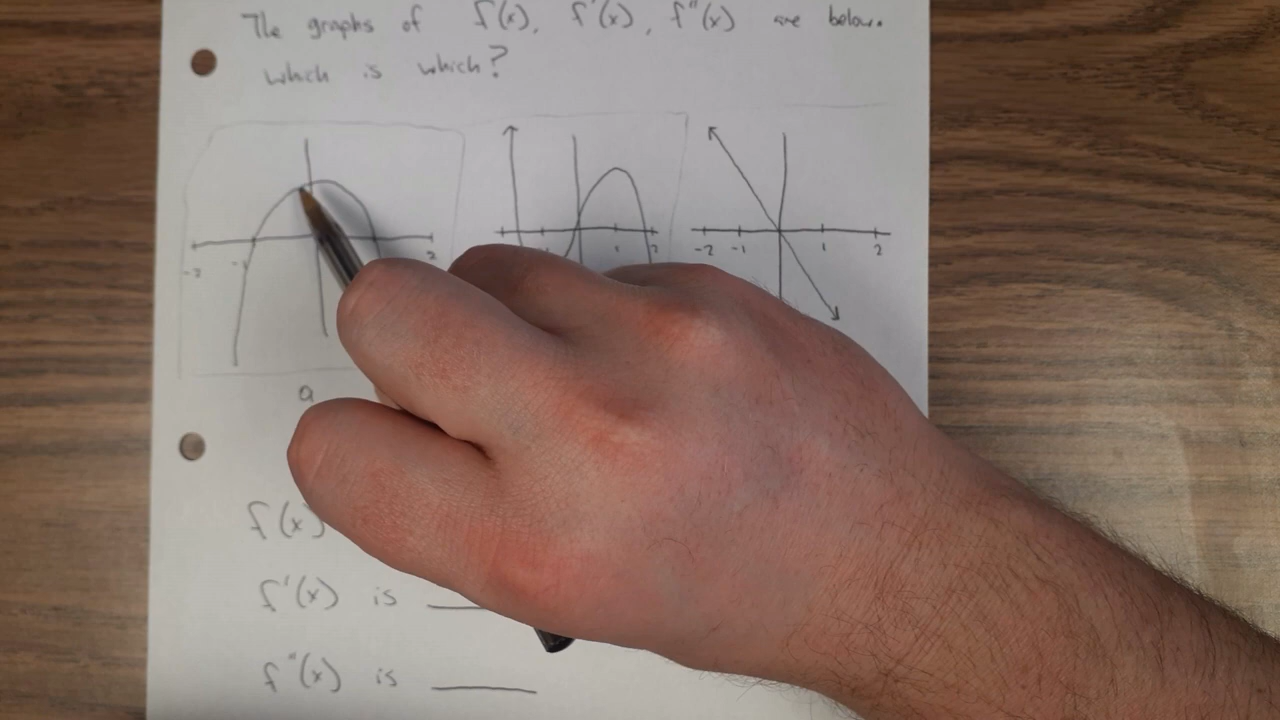 The graphs of f(x), f'(x), f"(x) are below.
which is which?
-2 -1 2
1 2
-2 -1 1 2
a
f(x)
f'(x) is
f"(x) is